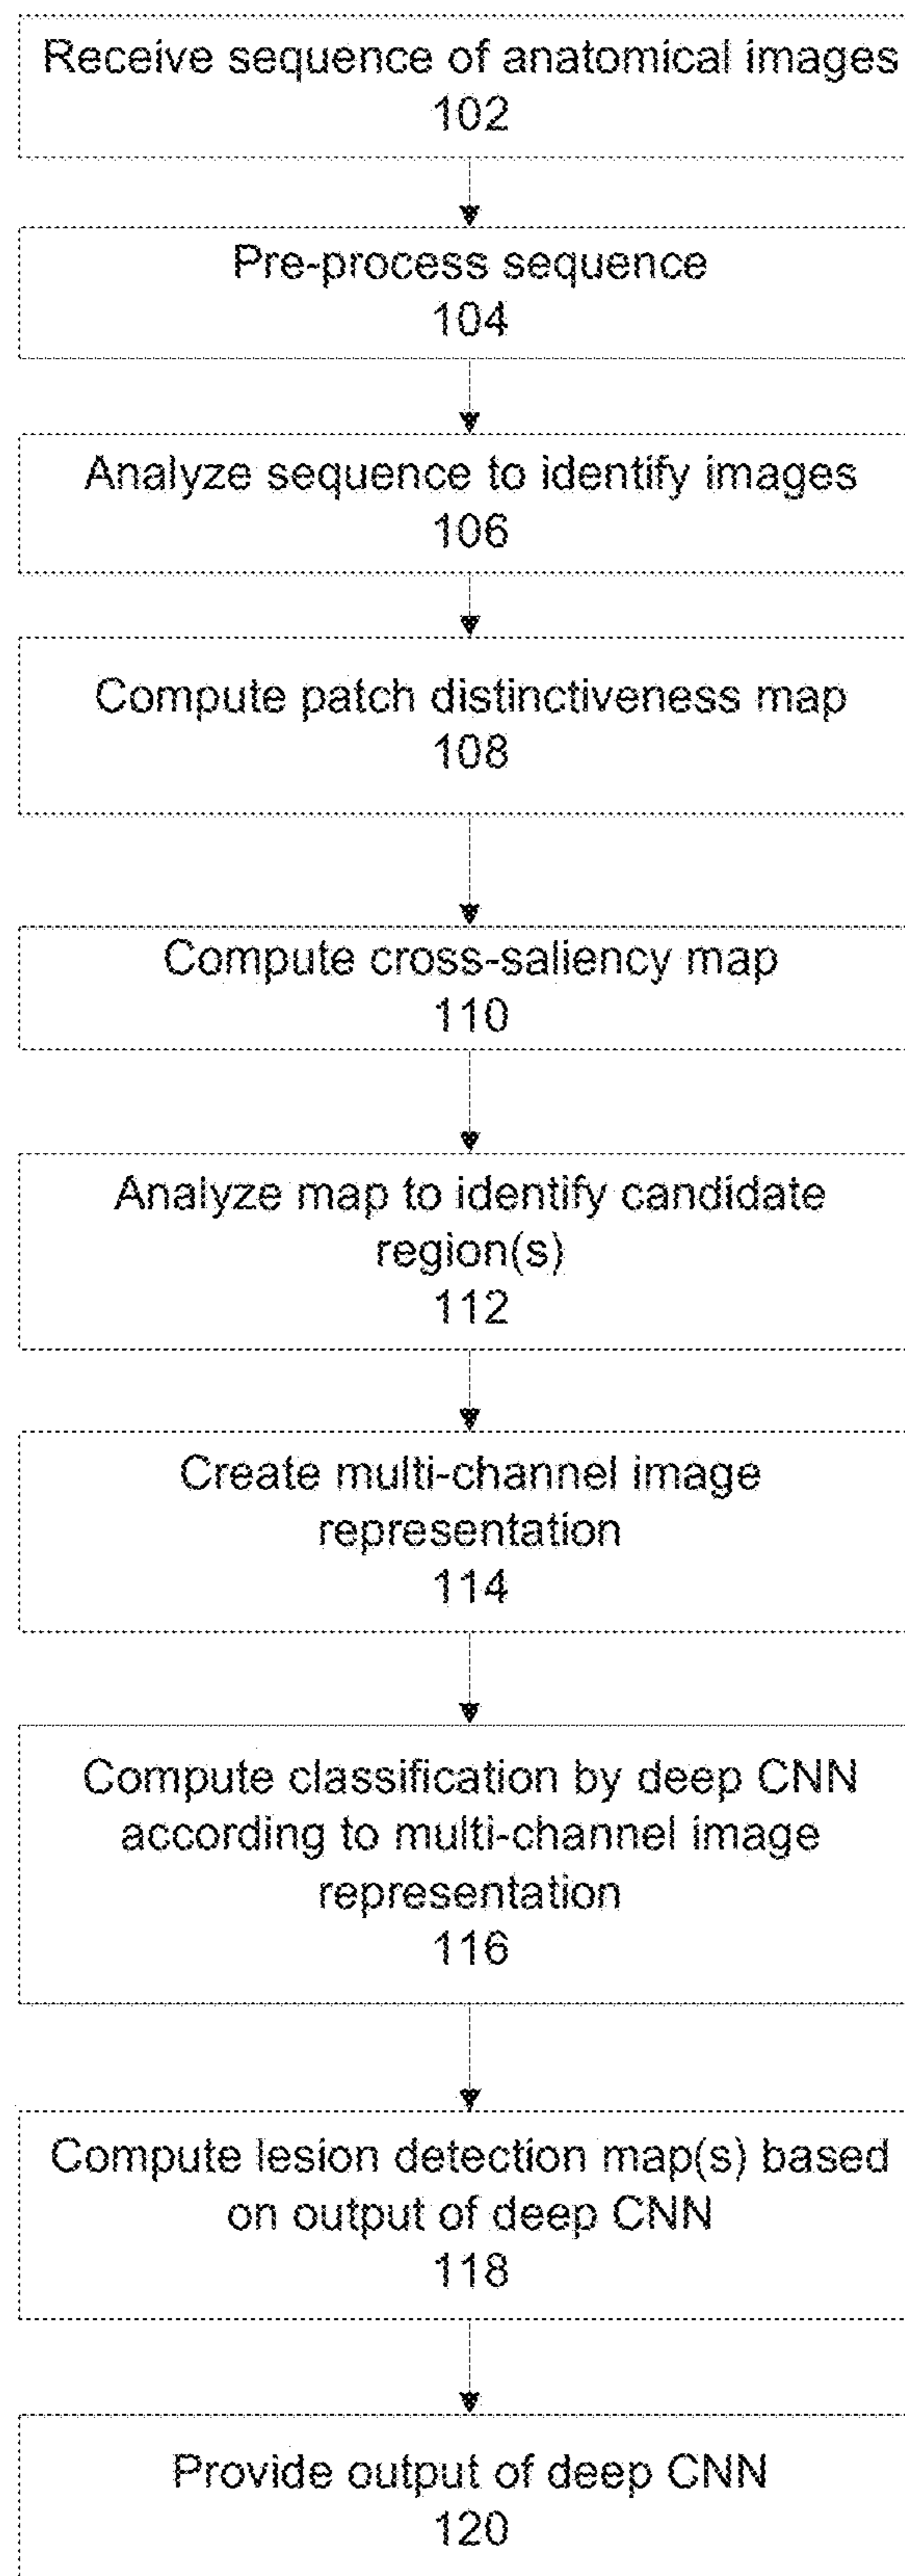 Receive sequence of anatomical images
102
Pre-process sequence
104
Analyze sequence to identify images
106
Compute patch distinctiveness map
108
Compute cross-saliency map
110
Analyze map to identify candidate
region(s)
112
Create multi-channel image
representation
114
Compute classification by deep CNN
according to multi-channel image
representation
116
Compute lesion detection map(s) based
on output of deep CNN
118
Provide output of deep CNN
120